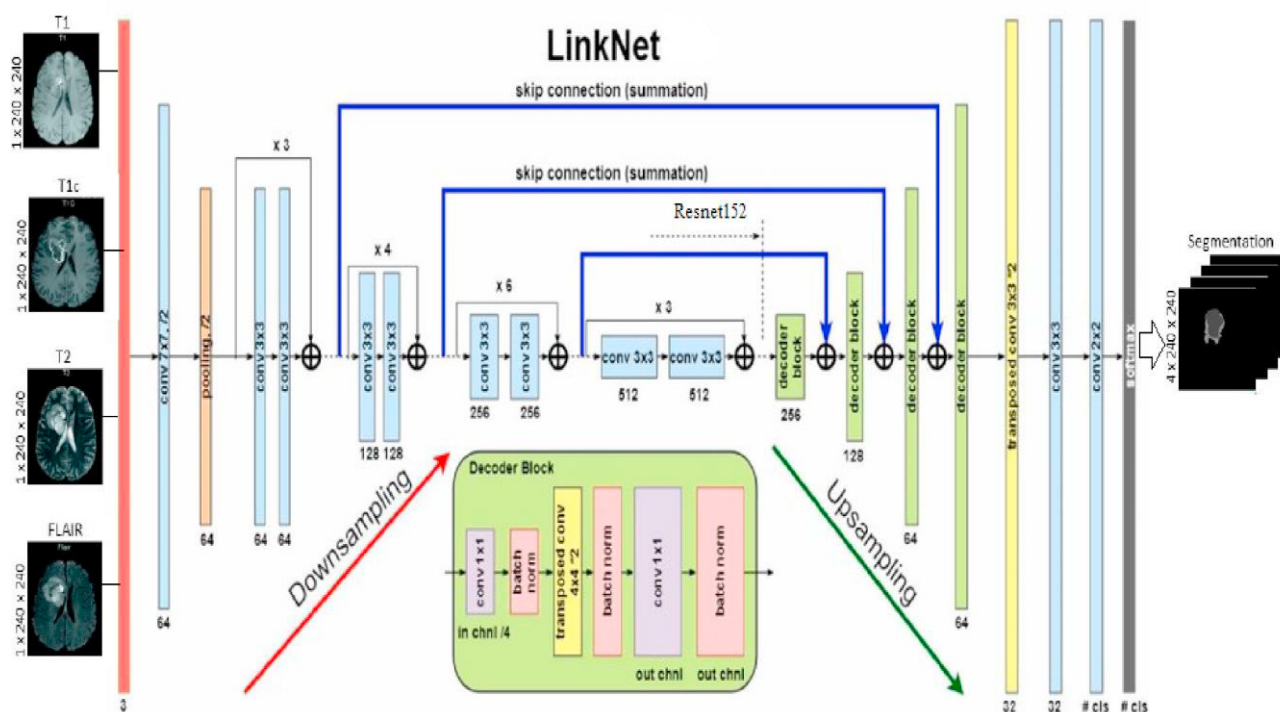 LinkNet
T1
T1
1 x 240 x 240
T1c
1 x 240 x 240
T2
T2
1 x 240 x 240
FLAIR
Flair
1 x 240 x 240
3
conv 7x7, /2
64
pooling, /2
64
x 3
conv 3x3
conv 3x3
64
64
x 4
conv 3x3
conv 3x3
128
128
x 6
conv 3x3
conv 3x3
256
256
x 3
conv 3x3
conv 3x3
512
512
skip connection (summation)
skip connection (summation)
Resnet152
decoder
block
256
decoder block
128
decoder block
64
decoder block
64
transposed conv 3x3 *2
32
conv 3x3
32
conv 2x2
# cls
softmax
# cls
Segmentation
4 x 240 x 240
Downsampling
Upsampling
Decoder Block
conv 1x1
in chnl /4
batch
norm
transposed conv
4x4 *2
batch norm
conv 1x1
out chnl
batch norm
out chnl